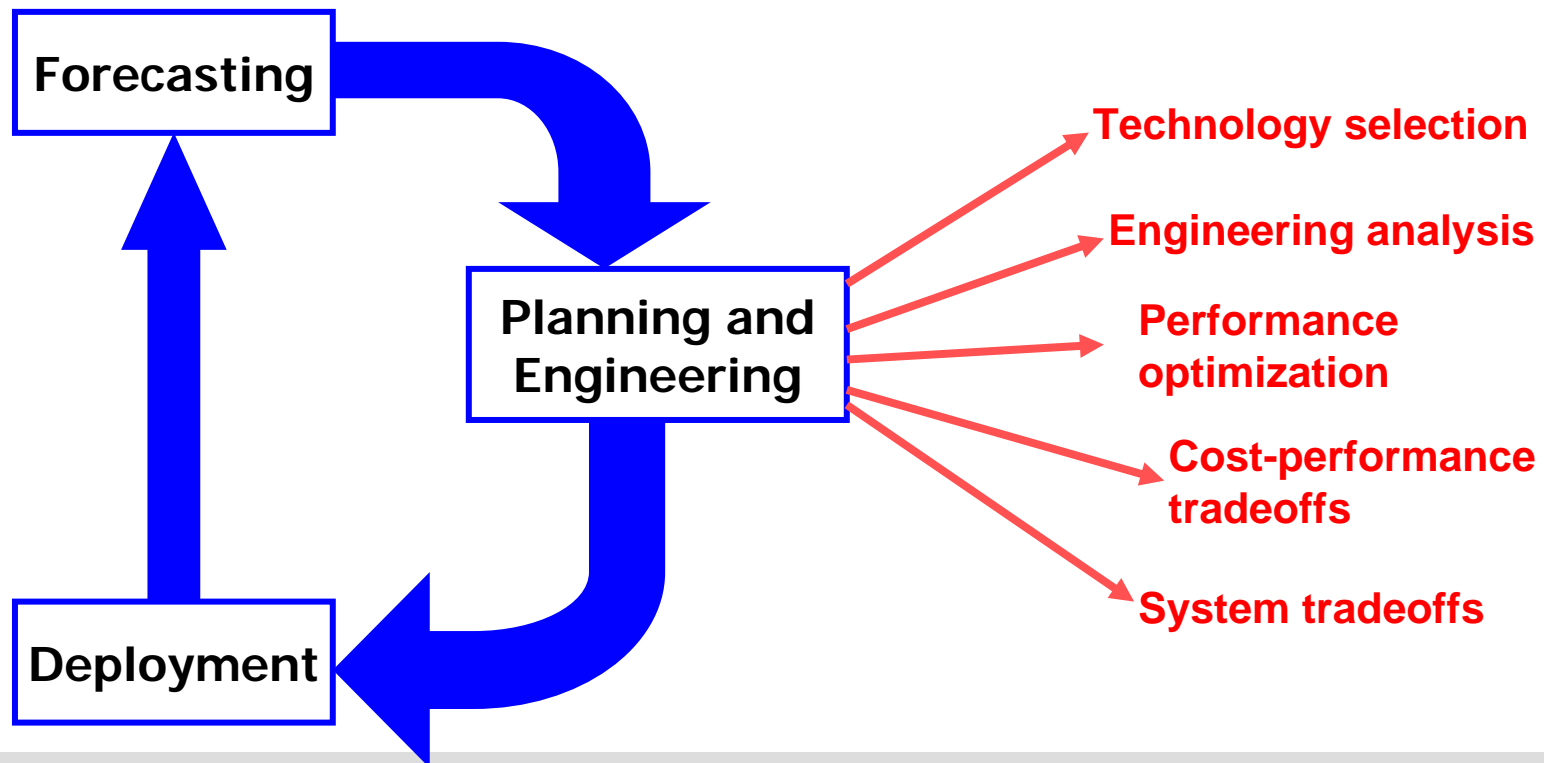 Forecasting
Technology selection
Engineering analysis
Planning and
Engineering
Performance
optimization
Cost-performance
tradeoffs
System tradeoffs
Deployment